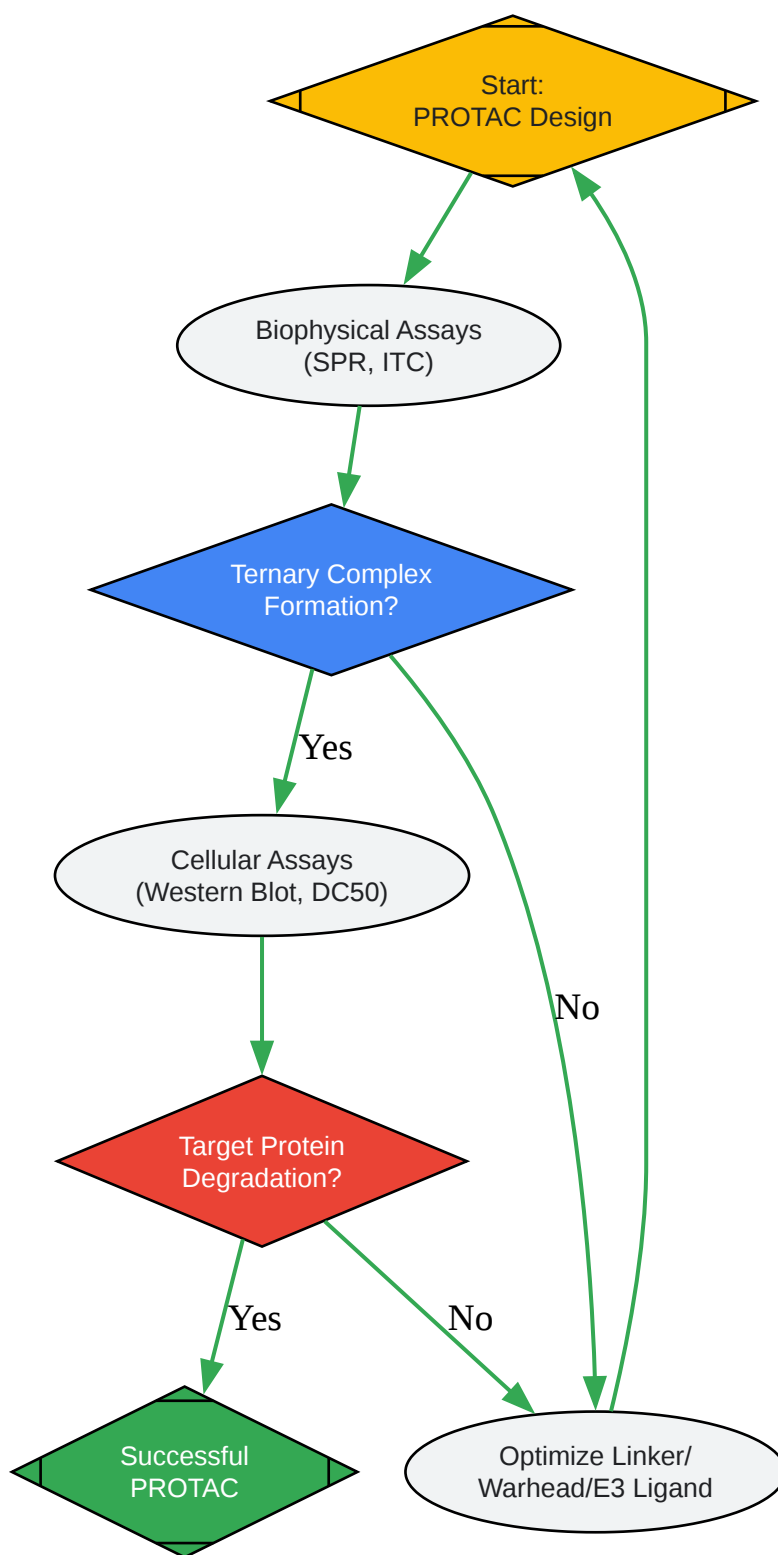 Start:
PROTAC Design
Biophysical Assays
(SPR, ITC)
Ternary Complex
Formation?
Yes
Cellular Assays
(Western Blot, DC50)
No
Target Protein
Degradation?
Yes
No
Successful
PROTAC
Optimize Linker/
Warhead/E3 Ligand